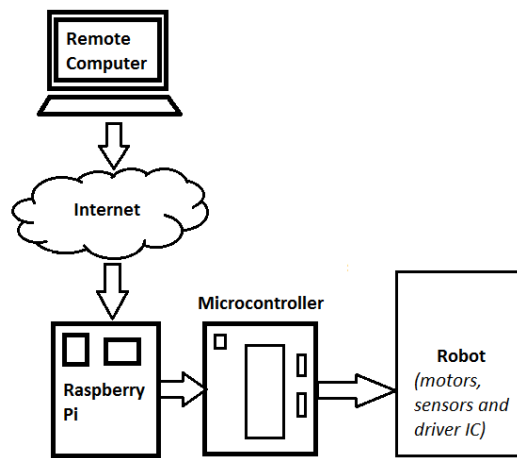 Remote
Computer
Internet
Microcontroller
Raspberry
Pi
Robot
(motors,
sensors and
driver IC)